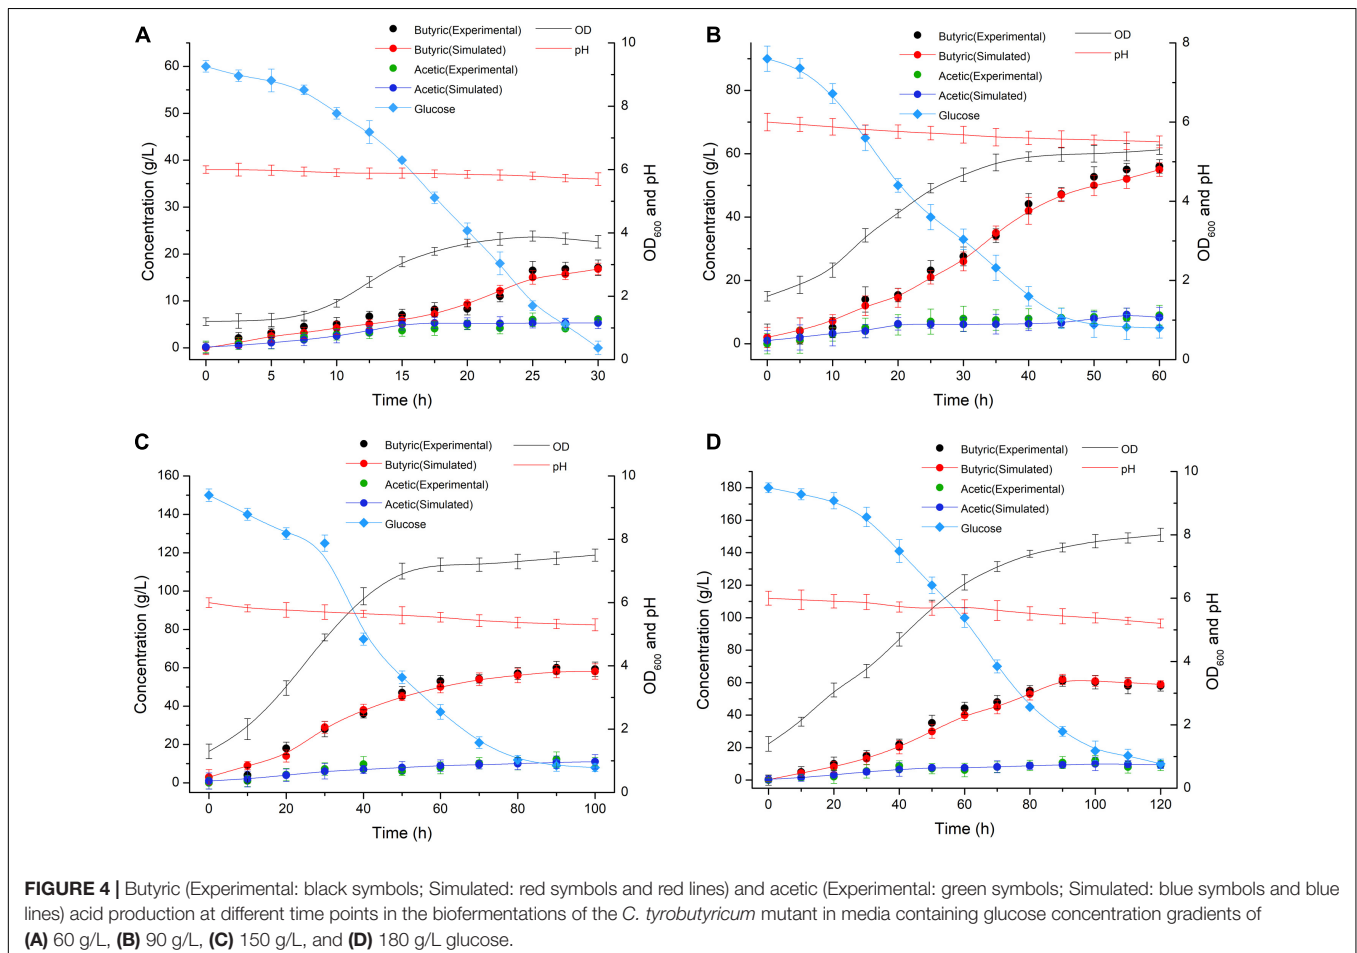 A
Butyric(Experimental)
Butyric(Simulated)
Acetic(Experimental)
Acetic(Simulated)
Glucose
OD
pH
Concentration (g/L)
60
50
40
30
20
10
0
0 5 10 15 20 25 30
Time (h)
10
8
6
4
2
0
OD600 and pH
B
Butyric(Experimental)
Butyric(Simulated)
Acetic(Experimental)
Acetic(Simulated)
Glucose
OD
pH
Concentration (g/L)
80
60
40
20
0
0 10 20 30 40 50 60
Time (h)
8
7
6
5
4
3
2
1
0
OD600 and pH
C
Butyric(Experimental)
Butyric(Simulated)
Acetic(Experimental)
Acetic(Simulated)
Glucose
OD
pH
Concentration (g/L)
160
140
120
100
80
60
40
20
0
0 20 40 60 80 100
Time (h)
10
8
6
4
2
0
OD600 and pH
D
Butyric(Experimental)
Butyric(Simulated)
Acetic(Experimental)
Acetic(Simulated)
Glucose
OD
pH
Concentration (g/L)
180
160
140
120
100
80
60
40
20
0
0 20 40 60 80 100 120
Time (h)
10
8
6
4
2
0
OD600 and pH
FIGURE 4 | Butyric (Experimental: black symbols; Simulated: red symbols and red lines) and acetic (Experimental: green symbols; Simulated: blue symbols and blue
lines) acid production at different time points in the biofermentations of the C. tyrobutyricum mutant in media containing glucose concentration gradients of
(A) 60 g/L, (B) 90 g/L, (C) 150 g/L, and (D) 180 g/L glucose.